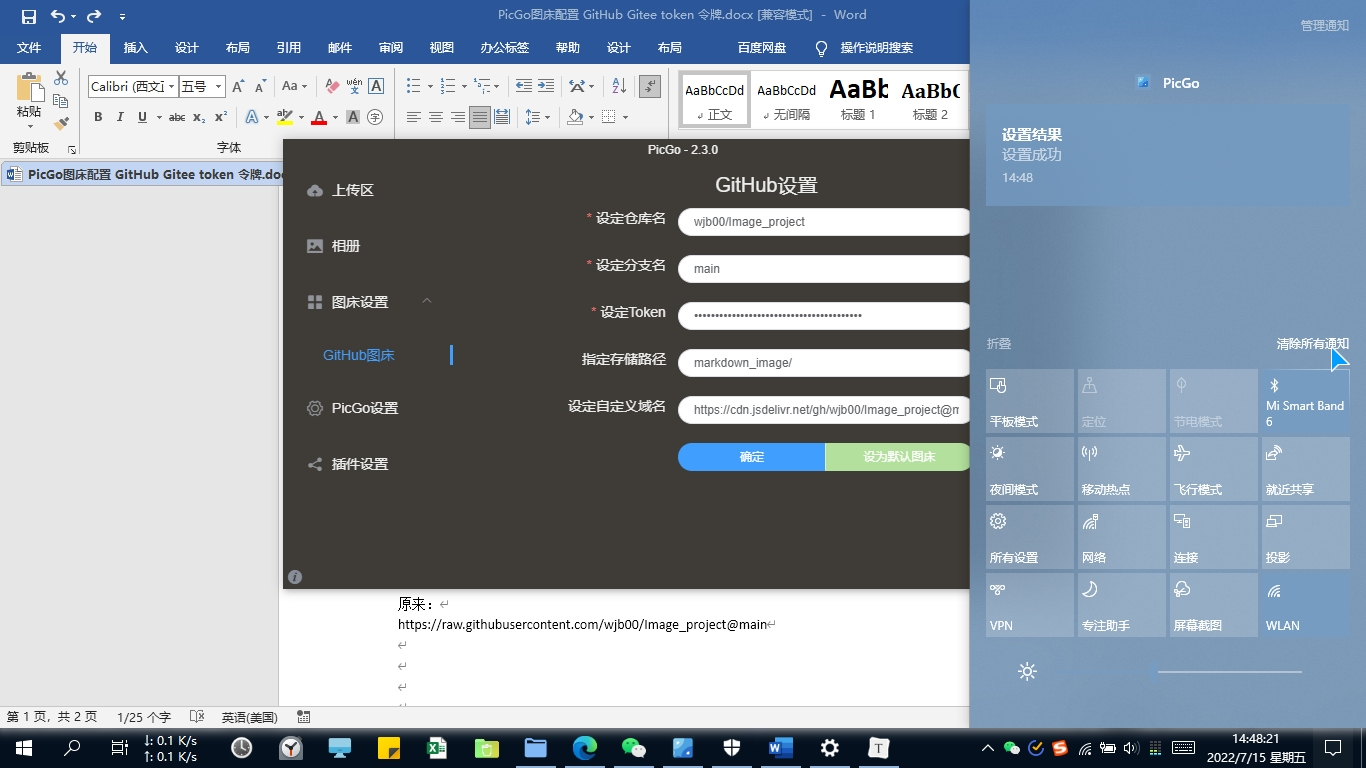 PicGo图床配置 GitHub Gitee token 令牌.docx [兼容模式] - Word
文件 开始 插入 设计 布局 引用 邮件 审阅 视图 办公标签 帮助 设计 布局 百度网盘 操作说明搜索
粘贴
剪贴板
Calibri (西文正 五号
Aa
wén A
B I U abc x₂ x² A ab A A 字
字体
AaBbCcDd AaBbCcDd AaBb AaBbC
↲ 正文 ↲ 无间隔 标题 1 标题 2
PicGo图床配置 GitHub Gitee token 令牌.do
PicGo - 2.3.0
上传区
相册
图床设置
GitHub图床
PicGo设置
插件设置
GitHub设置
* 设定仓库名 wjb00/Image_project
* 设定分支名 main
* 设定Token ••••••••••••••••••••••••••••••••••••••••
指定存储路径 markdown_image/
设定自定义域名 https://cdn.jsdelivr.net/gh/wjb00/Image_project@m
确定 设为默认图床
原来：
https://raw.githubusercontent.com/wjb00/Image_project@main
第 1 页，共 2 页 1/25 个字 英语(美国)
管理通知
PicGo
设置结果
设置成功
14:48
折叠 清除所有通知
平板模式 定位 节电模式 Mi Smart Band 6
夜间模式 移动热点 飞行模式 就近共享
所有设置 网络 连接 投影
VPN 专注助手 屏幕截图 WLAN
↓: 0.1 K/s
↑: 0.1 K/s
14:48:21
2022/7/15 星期五